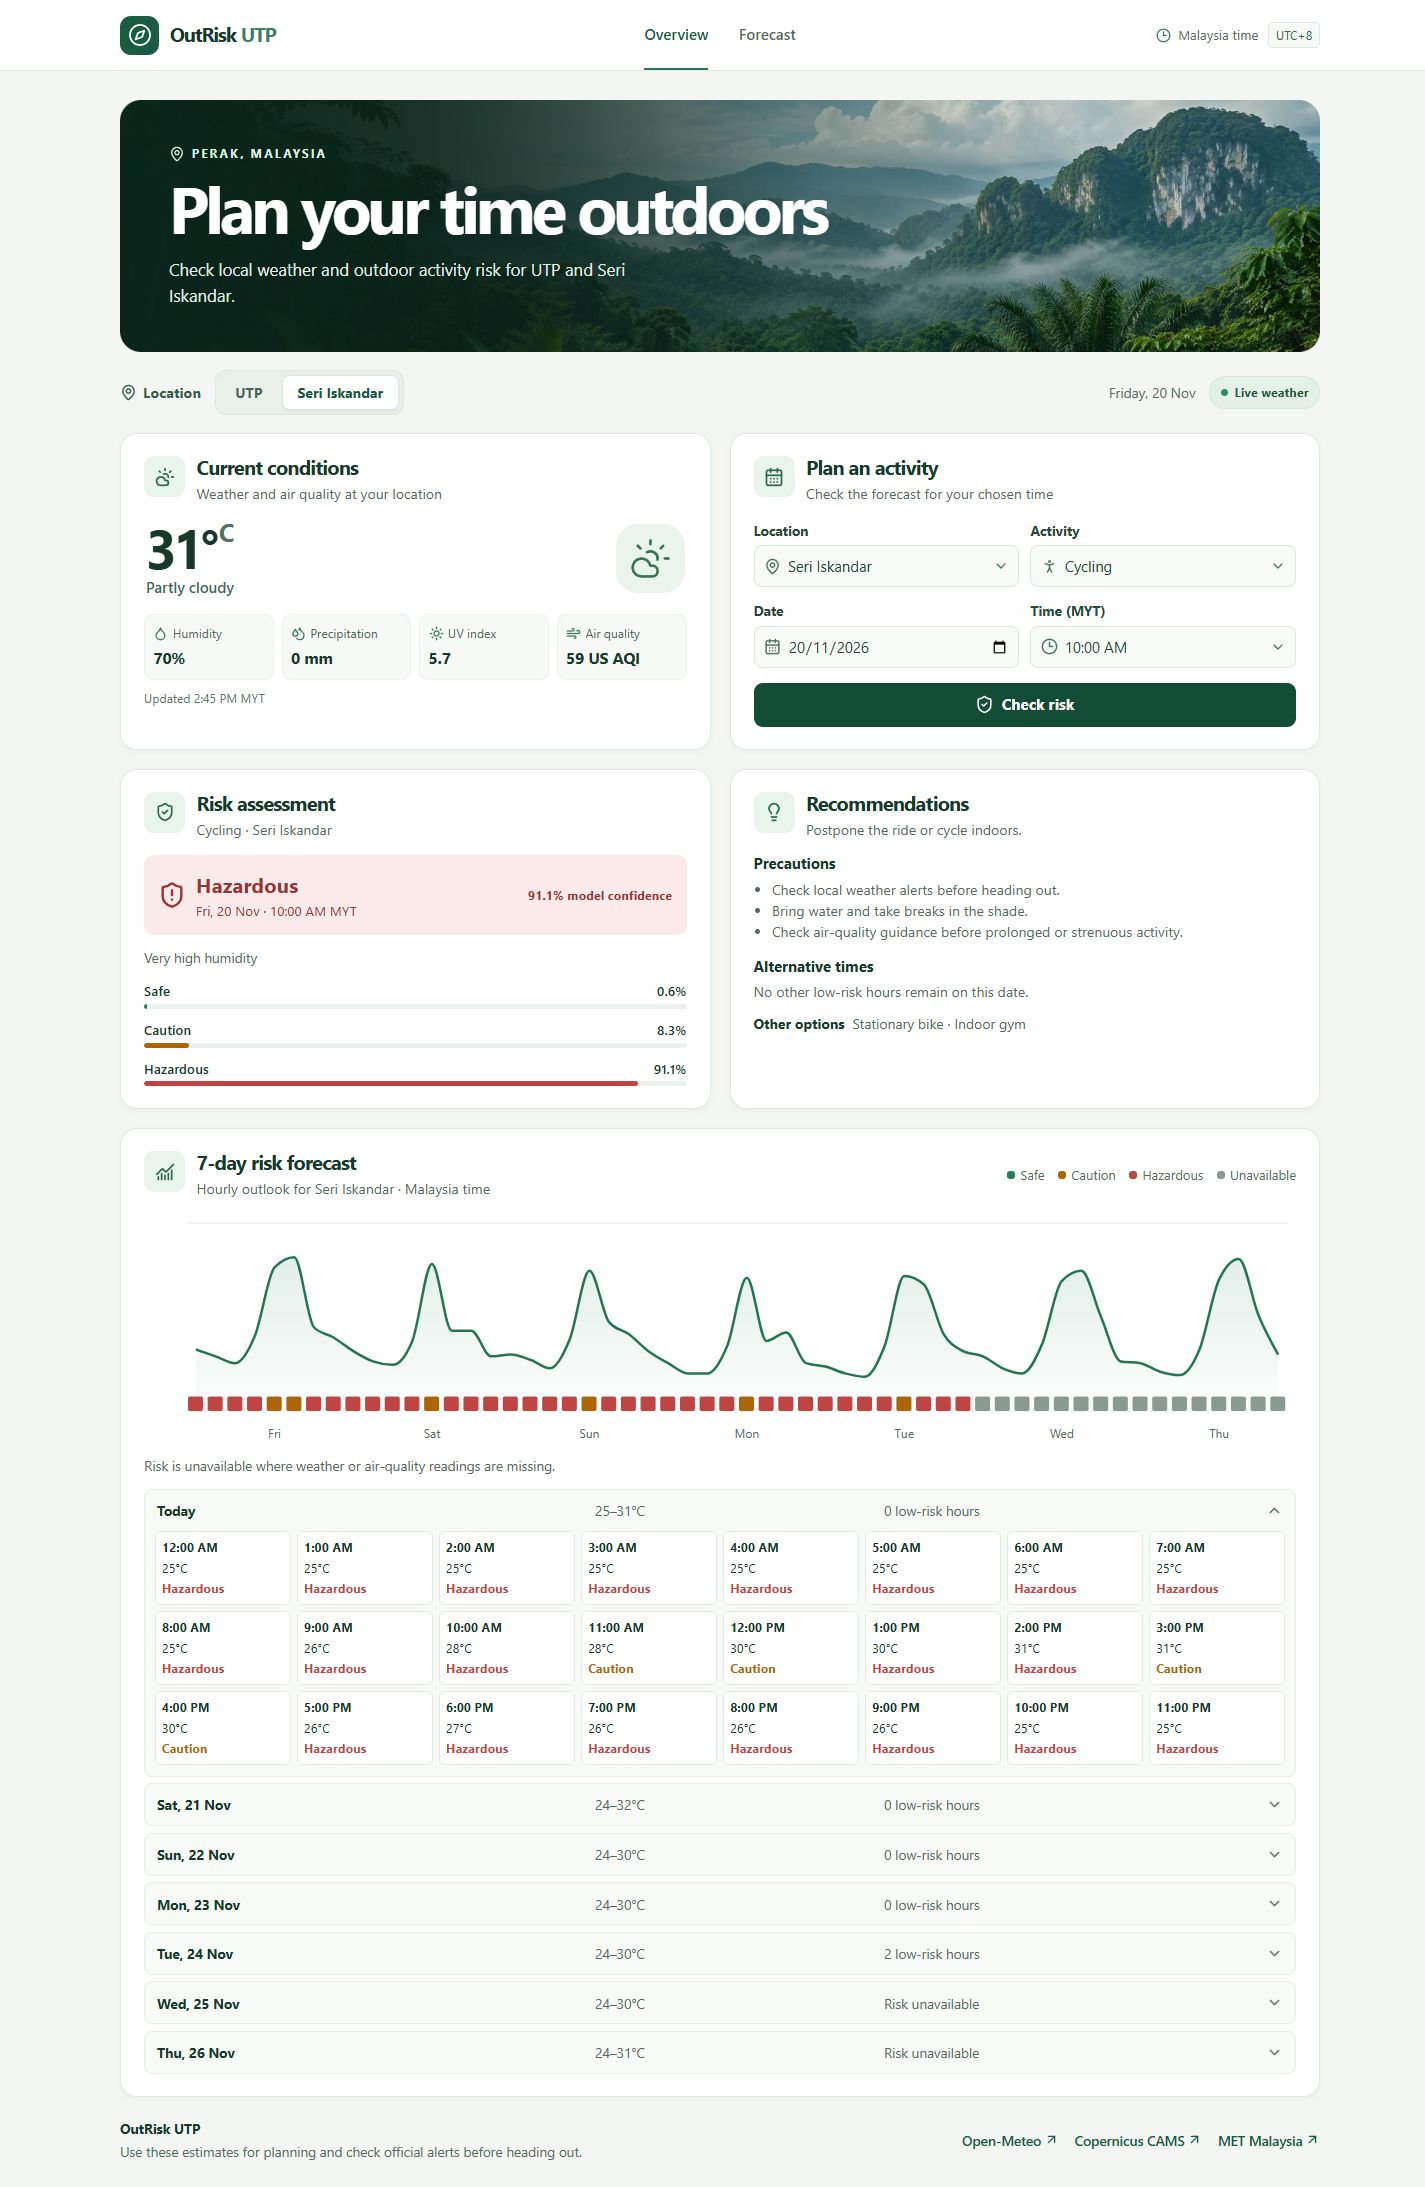 OutRisk UTP
Overview
Forecast
Malaysia time
UTC+8
PERAK, MALAYSIA
Plan your time outdoors
Check local weather and outdoor activity risk for UTP and Seri
Iskandar.
Location
UTP
Seri Iskandar
Friday, 20 Nov
Live weather
Current conditions
Weather and air quality at your location
31°C
Partly cloudy
Humidity
70%
Precipitation
0 mm
UV index
5.7
Air quality
59 US AQI
Updated 2:45 PM MYT
Plan an activity
Check the forecast for your chosen time
Location
Seri Iskandar
Activity
Cycling
Date
20/11/2026
Time (MYT)
10:00 AM
Check risk
Risk assessment
Cycling · Seri Iskandar
Hazardous
Fri, 20 Nov · 10:00 AM MYT
91.1% model confidence
Very high humidity
Safe 0.6%
Caution 8.3%
Hazardous 91.1%
Recommendations
Postpone the ride or cycle indoors.
Precautions
• Check local weather alerts before heading out.
• Bring water and take breaks in the shade.
• Check air-quality guidance before prolonged or strenuous activity.
Alternative times
No other low-risk hours remain on this date.
Other options Stationary bike · Indoor gym
7-day risk forecast
Hourly outlook for Seri Iskandar · Malaysia time
Safe Caution Hazardous Unavailable
Fri Sat Sun Mon Tue Wed Thu
Risk is unavailable where weather or air-quality readings are missing.
Today 25–31°C 0 low-risk hours
12:00 AM 1:00 AM 2:00 AM 3:00 AM 4:00 AM 5:00 AM 6:00 AM 7:00 AM
25°C 25°C 25°C 25°C 25°C 25°C 25°C 25°C
Hazardous Hazardous Hazardous Hazardous Hazardous Hazardous Hazardous Hazardous
8:00 AM 9:00 AM 10:00 AM 11:00 AM 12:00 PM 1:00 PM 2:00 PM 3:00 PM
25°C 26°C 28°C 28°C 30°C 30°C 31°C 31°C
Hazardous Hazardous Hazardous Caution Caution Hazardous Hazardous Caution
4:00 PM 5:00 PM 6:00 PM 7:00 PM 8:00 PM 9:00 PM 10:00 PM 11:00 PM
30°C 26°C 27°C 26°C 26°C 26°C 25°C 25°C
Caution Hazardous Hazardous Hazardous Hazardous Hazardous Hazardous Hazardous
Sat, 21 Nov 24–32°C 0 low-risk hours
Sun, 22 Nov 24–30°C 0 low-risk hours
Mon, 23 Nov 24–30°C 0 low-risk hours
Tue, 24 Nov 24–30°C 2 low-risk hours
Wed, 25 Nov 24–30°C Risk unavailable
Thu, 26 Nov 24–31°C Risk unavailable
OutRisk UTP
Use these estimates for planning and check official alerts before heading out.
Open-Meteo Copernicus CAMS MET Malaysia